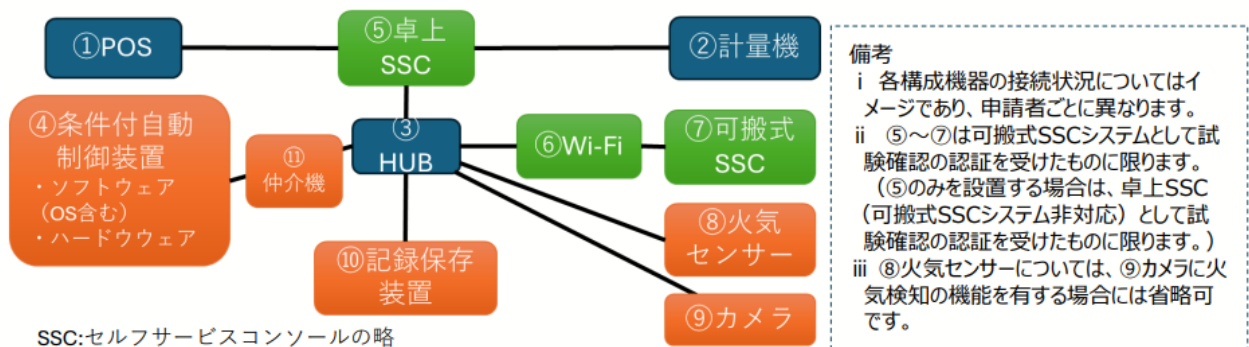 ①POS
⑤卓上
SSC
②計量機
④条件付自動
制御装置
・ソフトウェア
(OS含む)
・ハードウウェア
⑪
仲介機
③
HUB
⑥Wi-Fi
⑦可搬式
SSC
⑧火気
センサー
⑩記録保存
装置
⑨カメラ
SSC:セルフサービスコンソールの略
備考
ⅰ 各構成機器の接続状況についてはイ
メージであり、申請者ごとに異なります。
ⅱ ⑤~⑦は可搬式SSCシステムとして試
験確認の認証を受けたものに限ります。
(⑤のみを設置する場合は、卓上SSC
(可搬式SSCシステム非対応)として試
験確認の認証を受けたものに限ります。)
ⅲ ⑧火気センサーについては、⑨カメラに火
気検知の機能を有する場合には省略可
です。